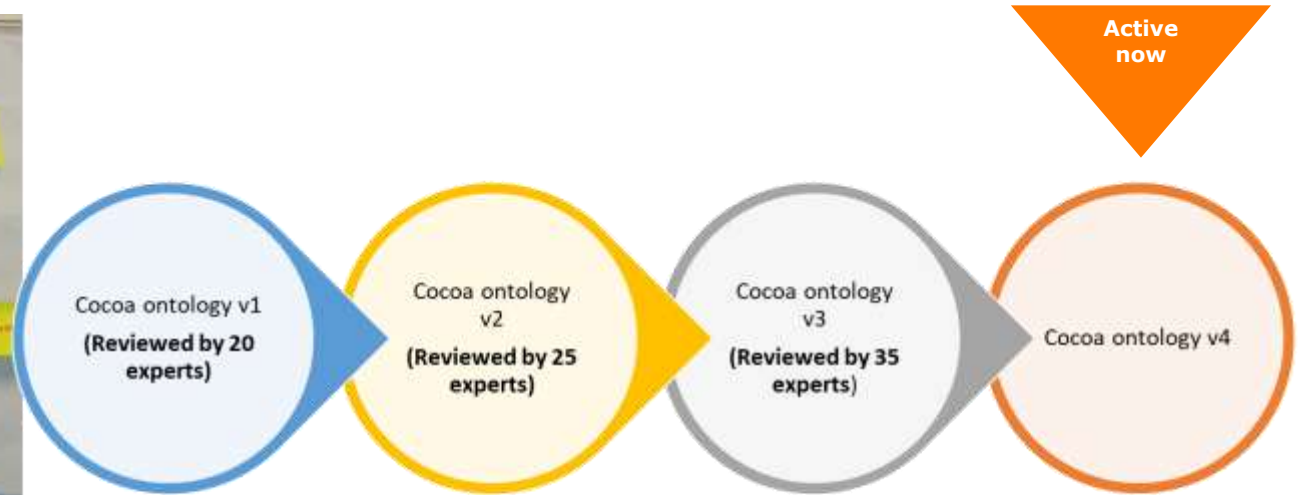 Active
now
Cocoa ontology v1
(Reviewed by 20
experts)
Cocoa ontology
v2
(Reviewed by 25
experts)
Cocoa ontology
v3
(Reviewed by 35
experts)
Cocoa ontology v4